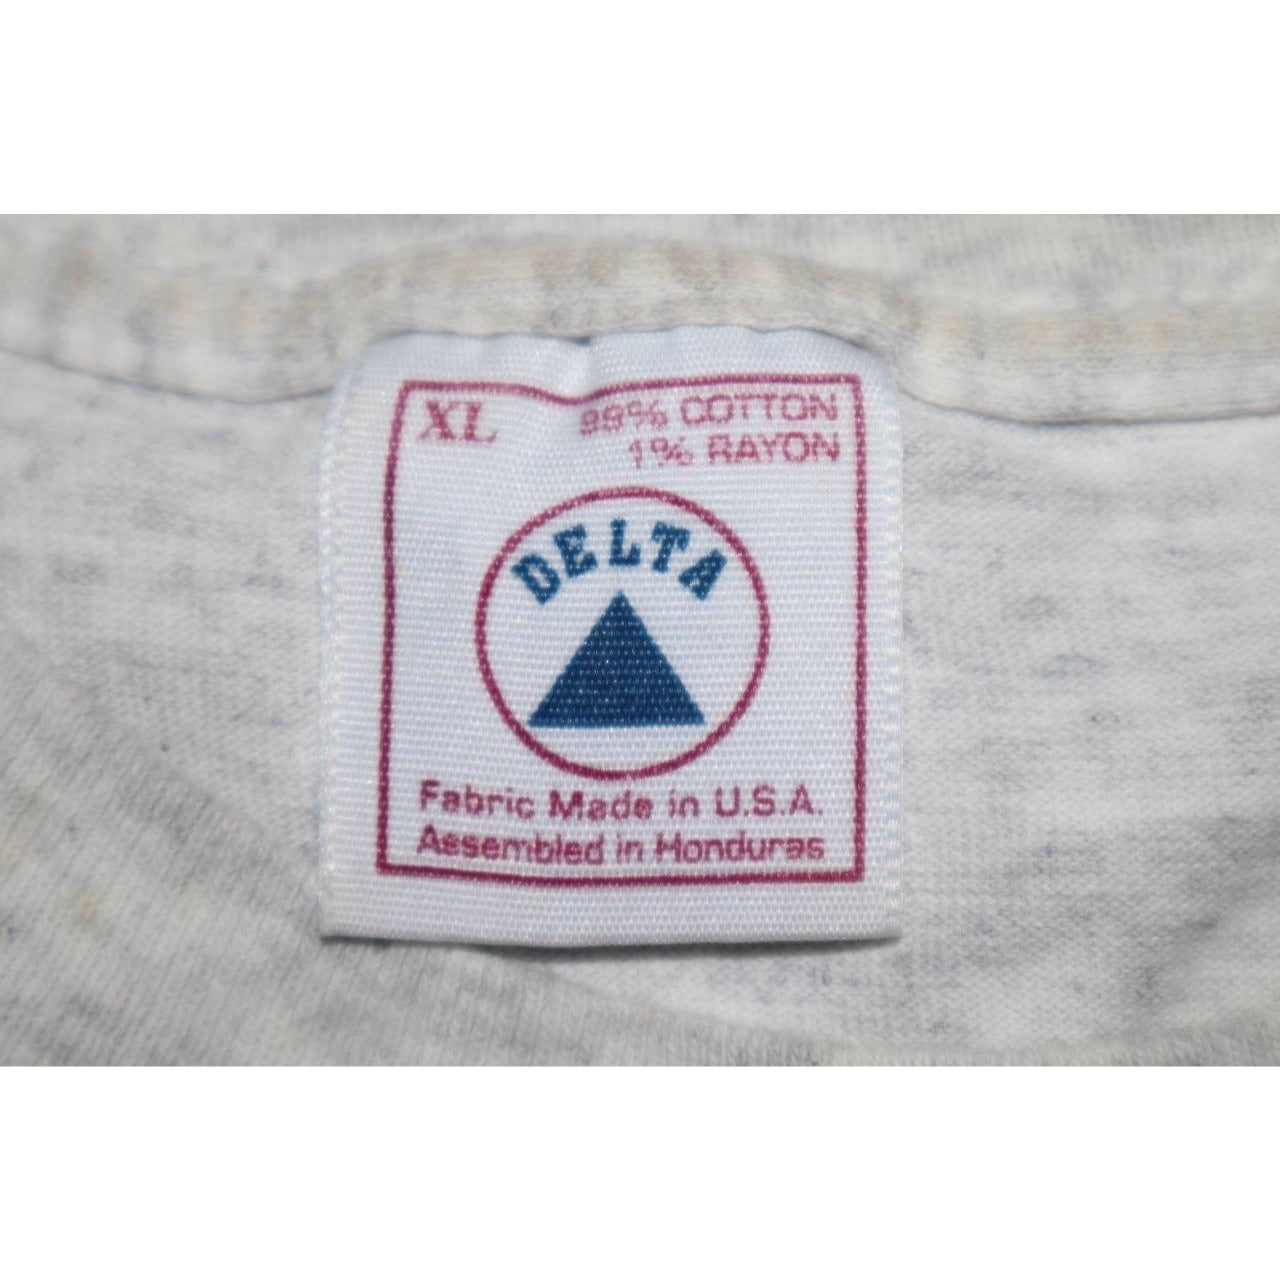 XL 99% COTTON
1% RAYON
DELTA
Fabric Made in U.S.A.
Assembled in Honduras